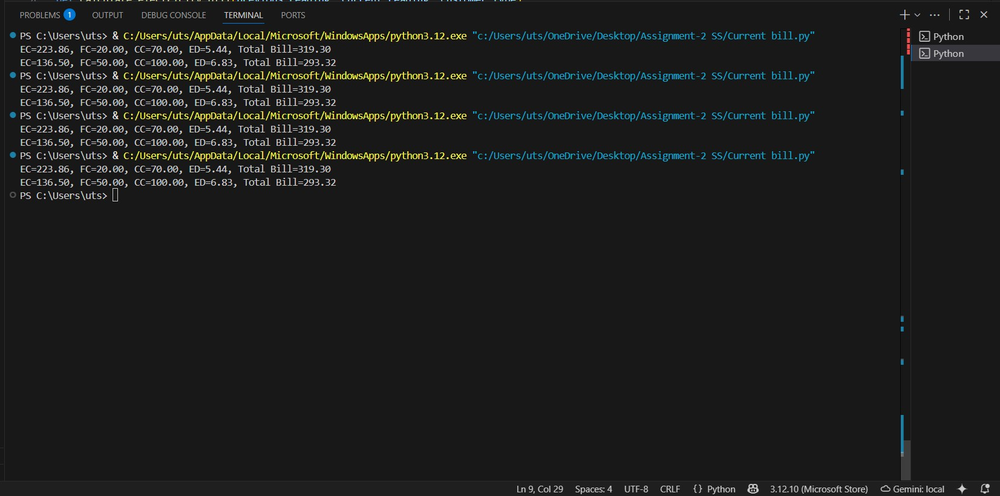 PROBLEMS 1 OUTPUT DEBUG CONSOLE TERMINAL PORTS
PS C:\Users\uts> & C:/Users/uts/AppData/Local/Microsoft/WindowsApps/python3.12.exe "c:/Users/uts/OneDrive/Desktop/Assignment-2 SS/Current bill.py"
EC=223.86, FC=20.00, CC=70.00, ED=5.44, Total Bill=319.30
EC=136.50, FC=50.00, CC=100.00, ED=6.83, Total Bill=293.32
PS C:\Users\uts> & C:/Users/uts/AppData/Local/Microsoft/WindowsApps/python3.12.exe "c:/Users/uts/OneDrive/Desktop/Assignment-2 SS/Current bill.py"
EC=223.86, FC=20.00, CC=70.00, ED=5.44, Total Bill=319.30
EC=136.50, FC=50.00, CC=100.00, ED=6.83, Total Bill=293.32
PS C:\Users\uts> & C:/Users/uts/AppData/Local/Microsoft/WindowsApps/python3.12.exe "c:/Users/uts/OneDrive/Desktop/Assignment-2 SS/Current bill.py"
EC=223.86, FC=20.00, CC=70.00, ED=5.44, Total Bill=319.30
EC=136.50, FC=50.00, CC=100.00, ED=6.83, Total Bill=293.32
PS C:\Users\uts> & C:/Users/uts/AppData/Local/Microsoft/WindowsApps/python3.12.exe "c:/Users/uts/OneDrive/Desktop/Assignment-2 SS/Current bill.py"
EC=223.86, FC=20.00, CC=70.00, ED=5.44, Total Bill=319.30
EC=136.50, FC=50.00, CC=100.00, ED=6.83, Total Bill=293.32
PS C:\Users\uts>
Python
Python
Ln 9, Col 29 Spaces: 4 UTF-8 CRLF {} Python 3.12.10 (Microsoft Store) Gemini: local